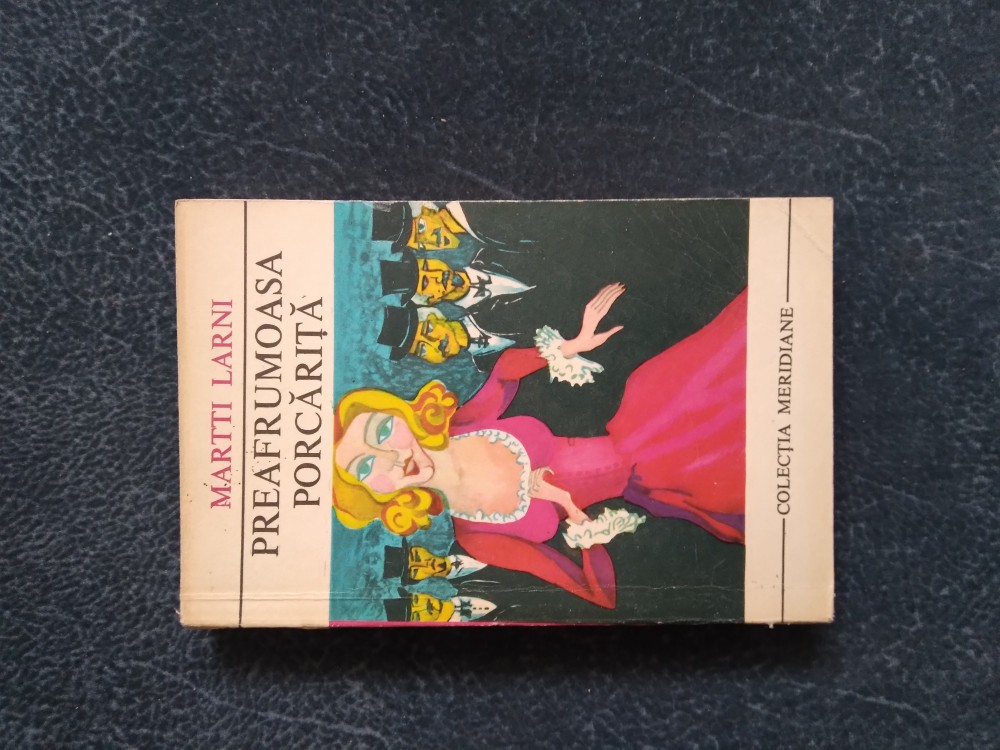 MARTTI LARNI
PREAFRUMOASA
PORCĂRIȚĂ
COLECȚIA MERIDIANE